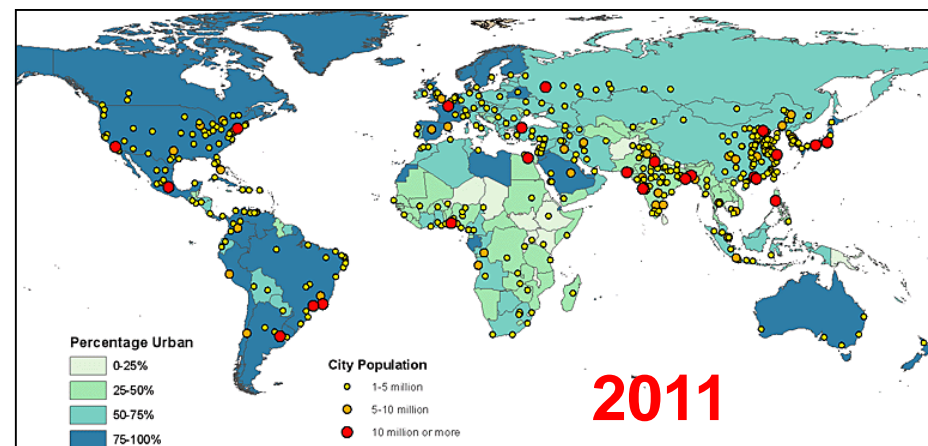 Percentage Urban
0-25%
25-50%
50-75%
75-100%
City Population
1-5 million
5-10 million
10 million or more
2011